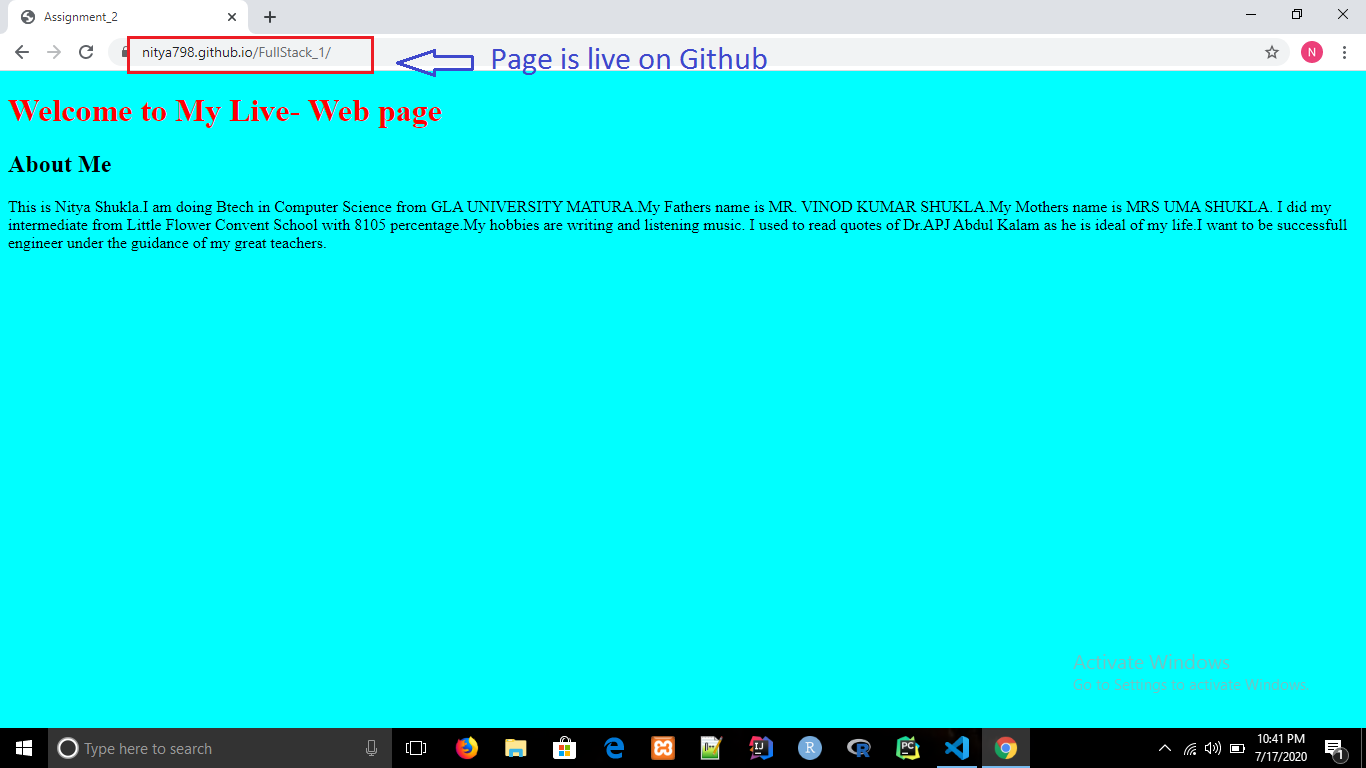 Assignment_2
nitya798.github.io/FullStack_1/
Page is live on Github
N
Welcome to My Live- Web page
About Me
This is Nitya Shukla.I am doing Btech in Computer Science from GLA UNIVERSITY MATURA.My Fathers name is MR. VINOD KUMAR SHUKLA.My Mothers name is MRS UMA SHUKLA. I did my
intermediate from Little Flower Convent School with 8105 percentage.My hobbies are writing and listening music. I used to read quotes of Dr.APJ Abdul Kalam as he is ideal of my life.I want to be successfull
engineer under the guidance of my great teachers.
Activate Windows
Go to Settings to activate Windows.
Type here to search
IJ
R
R
PC
10:41 PM
7/17/2020
1